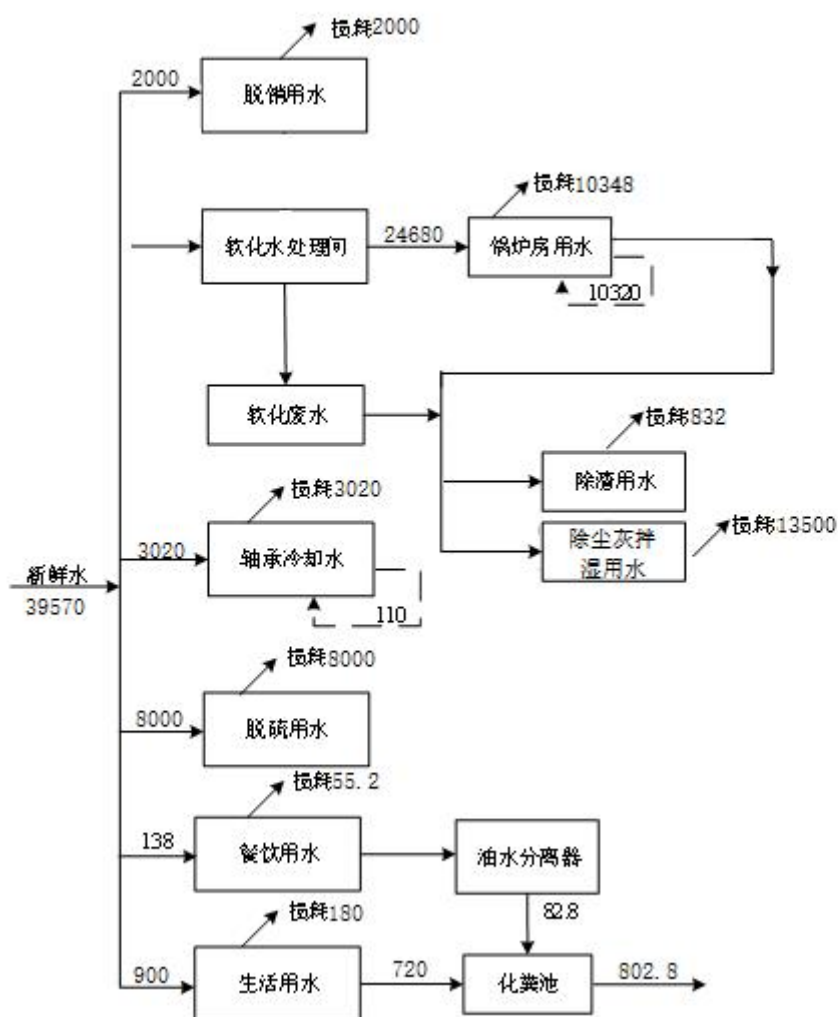 损耗2000
2000
脱销用水
损耗10348
软化水处理间
24680
锅炉房用水
10320
软化废水
损耗832
除渣用水
损耗3020
损耗13500
3020
轴承冷却水
除尘灰拌
湿用水
新鲜水
39570
110
损耗8000
8000
脱硫用水
损耗55.2
138
餐饮用水
油水分离器
损耗180
82.8
900
生活用水
720
化粪池
802.8